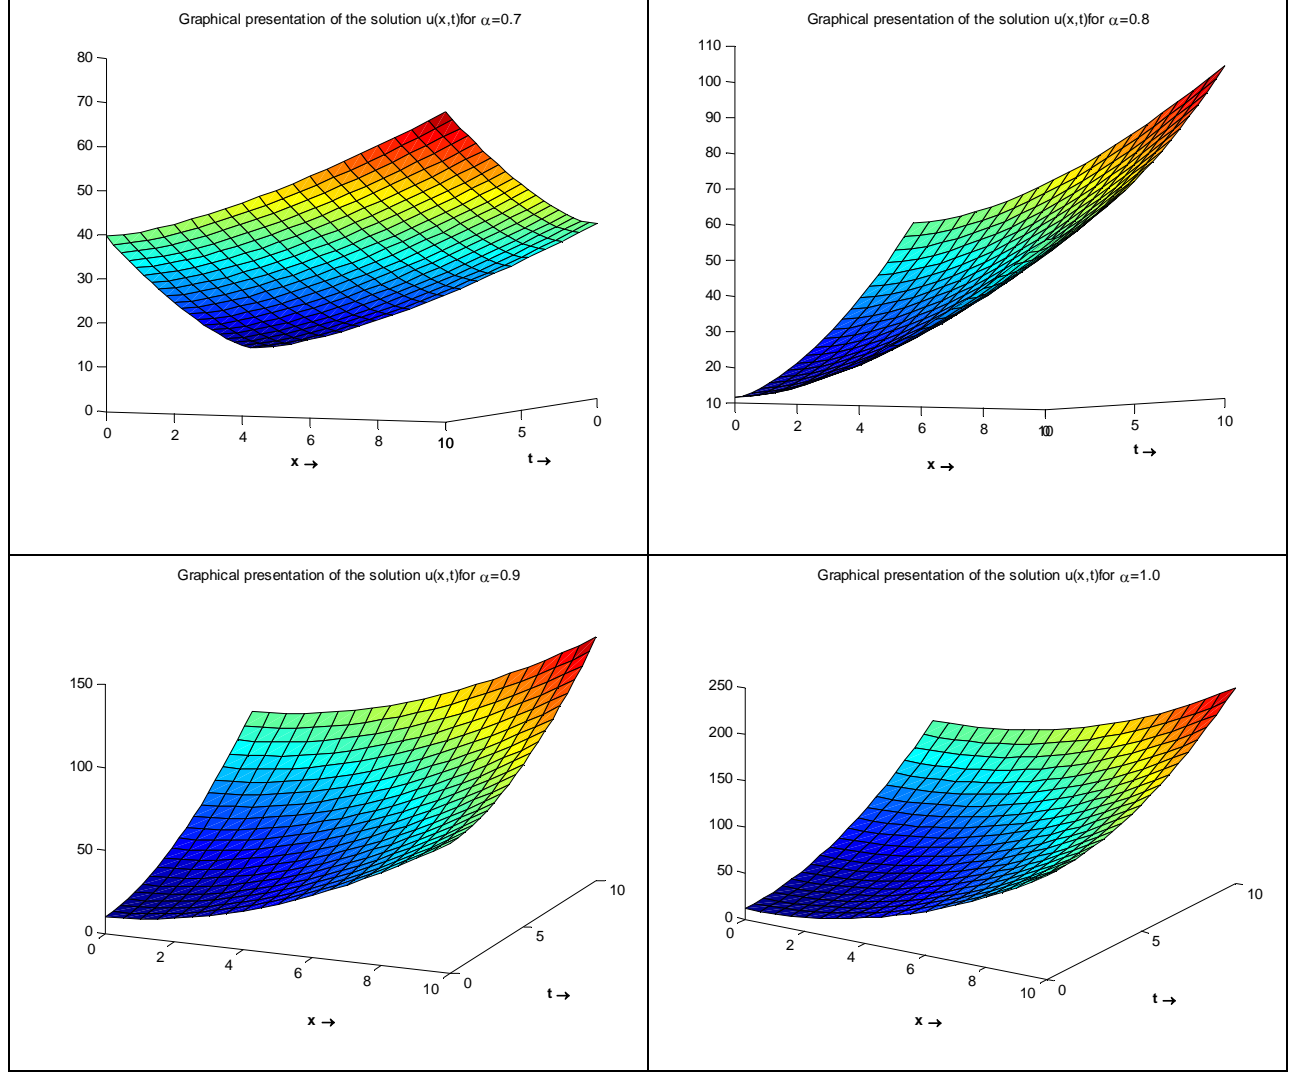 Graphical presentation of the solution u(x,t)for α=0.7
80
70
60
50
40
30
20
10
0
0 2 4 6 8 10 5 0
x → t →
Graphical presentation of the solution u(x,t)for α=0.8
110
100
90
80
70
60
50
40
30
20
10
0 2 4 6 8 10 0 5 10
x → t →
Graphical presentation of the solution u(x,t)for α=0.9
150
100
50
0
0 2 4 6 8 10 0 5 10
x → t →
Graphical presentation of the solution u(x,t)for α=1.0
250
200
150
100
50
0
0 2 4 6 8 10 0 5 10
x → t →